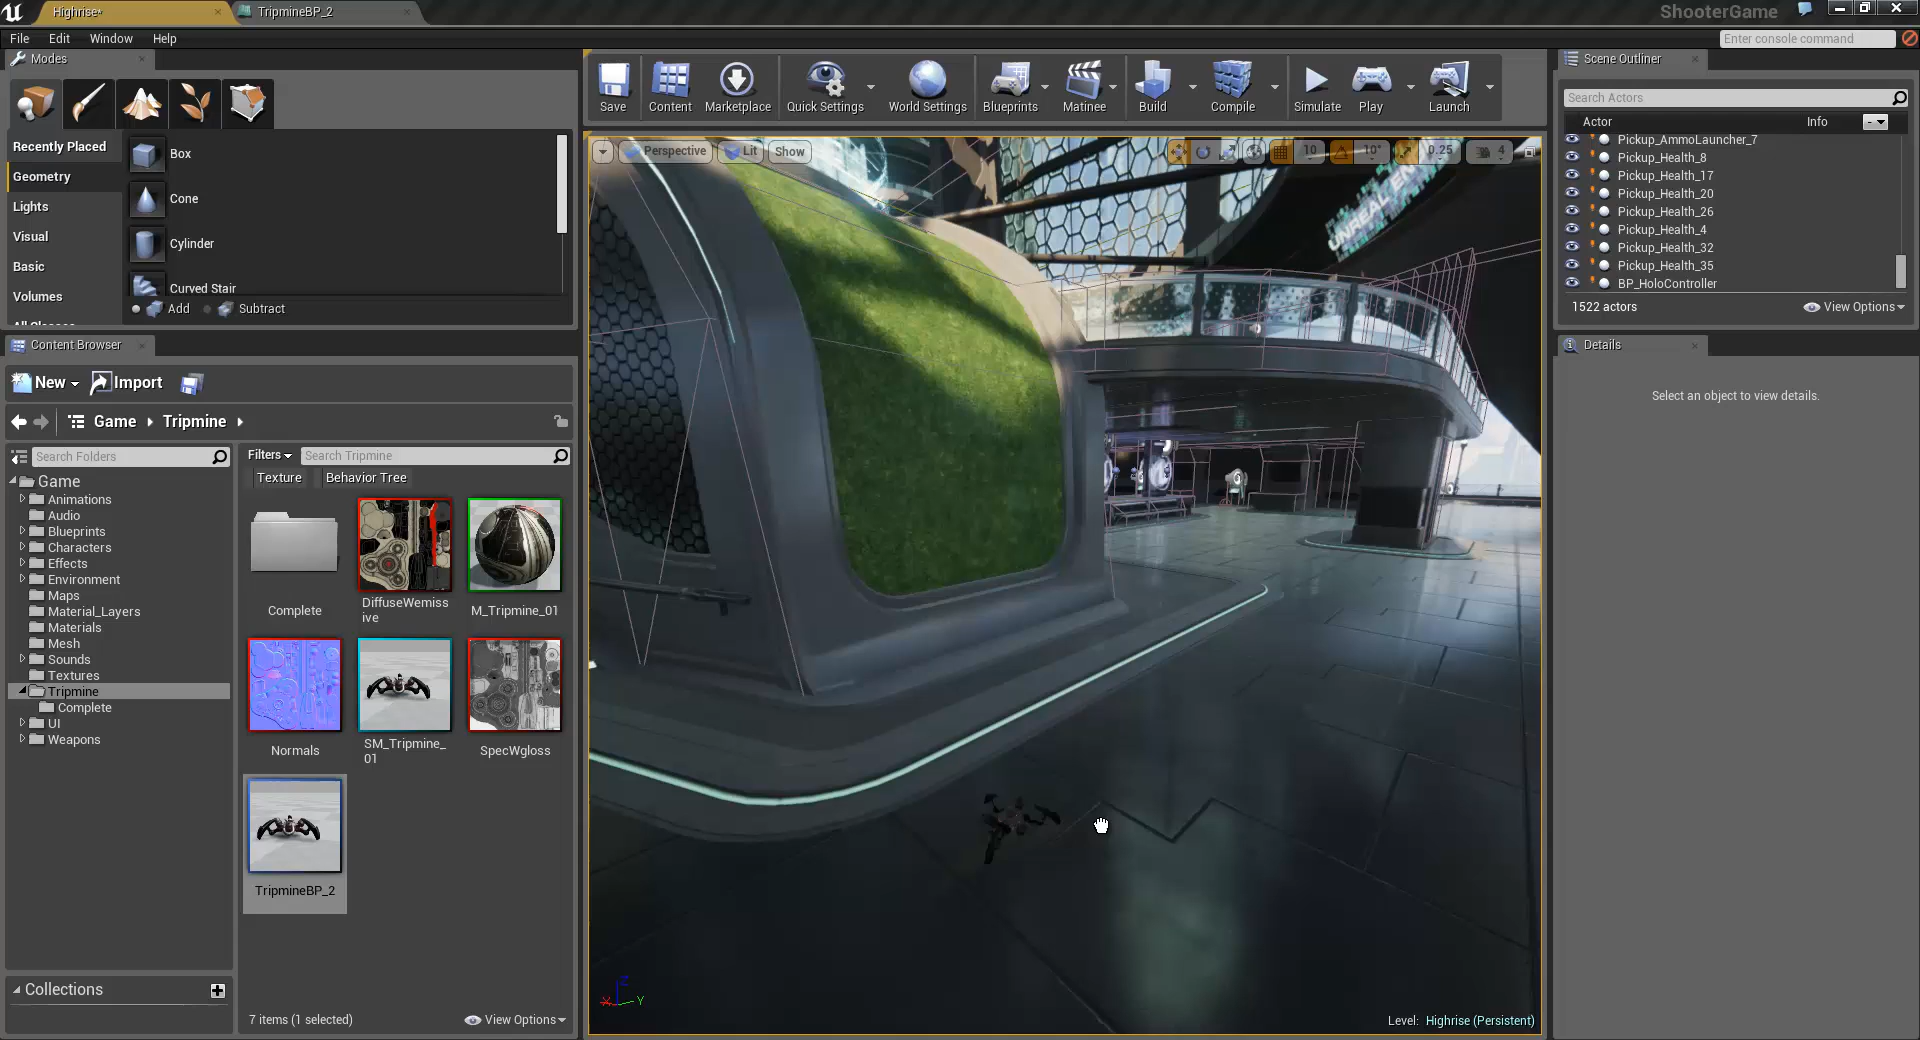 Highrise*
TripmineBP_2
ShooterGame
File Edit Window Help
Enter console command
Modes
Recently Placed
Geometry
Lights
Visual
Basic
Volumes
All Classes
Box
Cone
Cylinder
Curved Stair
Add Subtract
Save
Content
Marketplace
Quick Settings
World Settings
Blueprints
Matinee
Build
Compile
Simulate
Play
Launch
Perspective Lit Show
10 10° 0.25 4
UNREAL EN
Content Browser
New Import
Game Tripmine
Search Folders
Game
Animations
Audio
Blueprints
Characters
Effects
Environment
Maps
Material_Layers
Materials
Mesh
Sounds
Textures
Tripmine
Complete
UI
Weapons
Collections
Filters Search Tripmine
Texture Behavior Tree
Complete
DiffuseWemiss
ive
M_Tripmine_01
Normals
SM_Tripmine_
01
SpecWgloss
TripmineBP_2
7 items (1 selected) View Options
X Y Z
Level: Highrise (Persistent)
Scene Outliner
Search Actors
Actor Info
Pickup_AmmoLauncher_7
Pickup_Health_8
Pickup_Health_17
Pickup_Health_20
Pickup_Health_26
Pickup_Health_4
Pickup_Health_32
Pickup_Health_35
BP_HoloController
1522 actors View Options
Details
Select an object to view details.